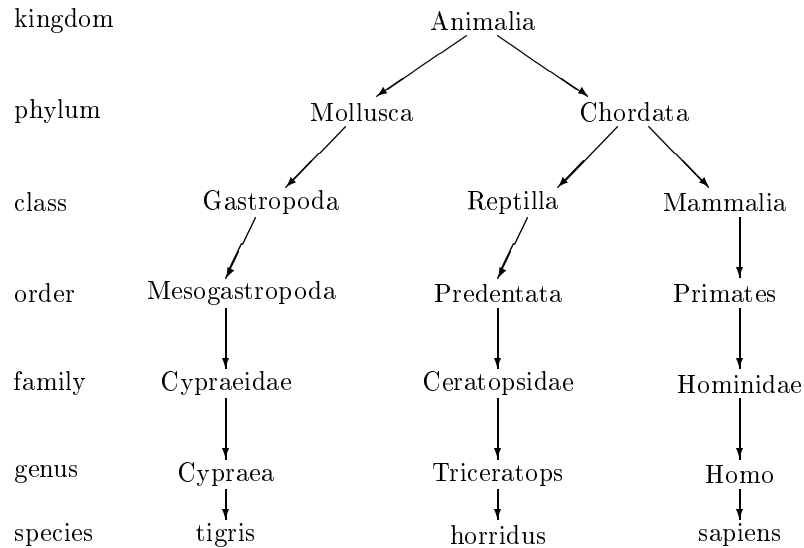 kingdom Animalia
phylum Mollusca Chordata
class Gastropoda Reptilla Mammalia
order Mesogastropoda Predentata Primates
family Cypraeidae Ceratopsidae Hominidae
genus Cypraea Triceratops Homo
species tigris horridus sapiens